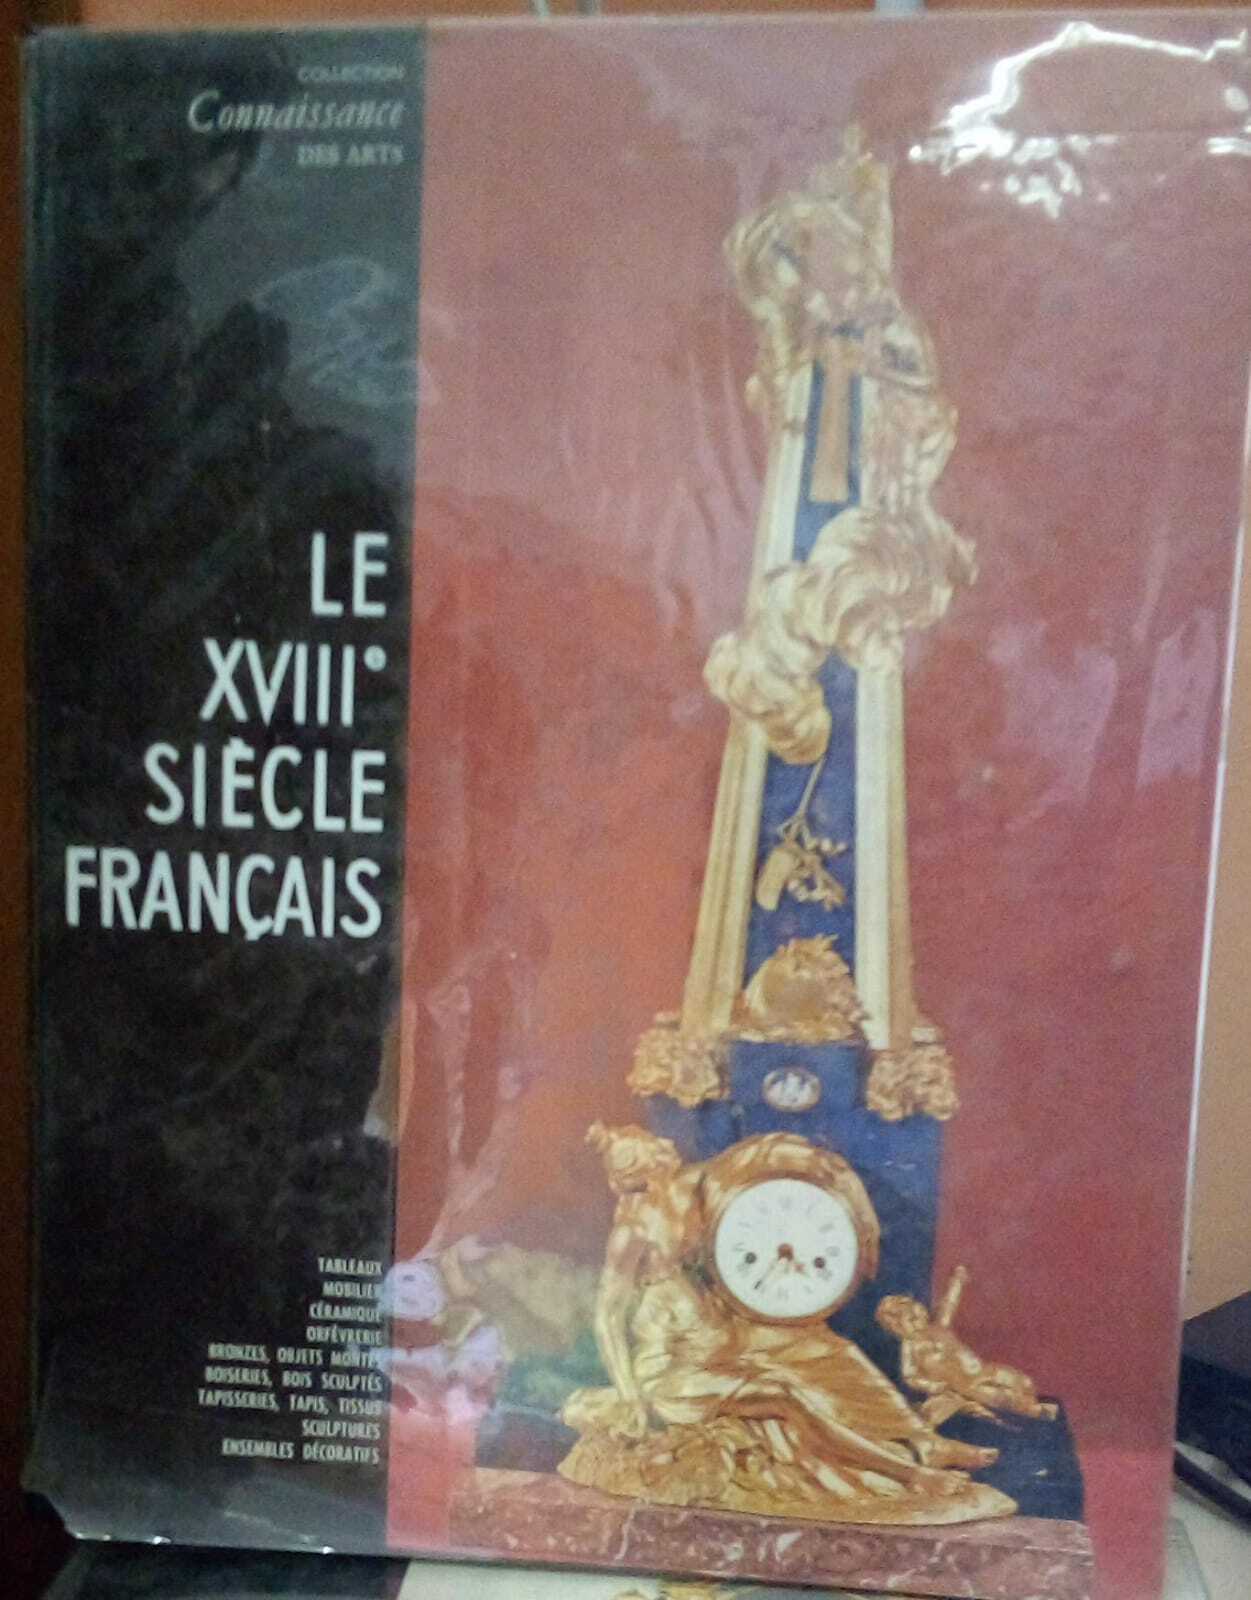 COLLECTION
Connaissance
DES ARTS
LE
XVIIIe
SIÈCLE
FRANÇAIS
TABLEAUX
MOBILIER
CÉRAMIQUE
ORFÈVRERIE
BRONZES, OBJETS MONTÉS
BOISERIES, BOIS SCULPTÉS
TAPISSERIES, TAPIS, TISSUS
SCULPTURES
ENSEMBLES DÉCORATIFS